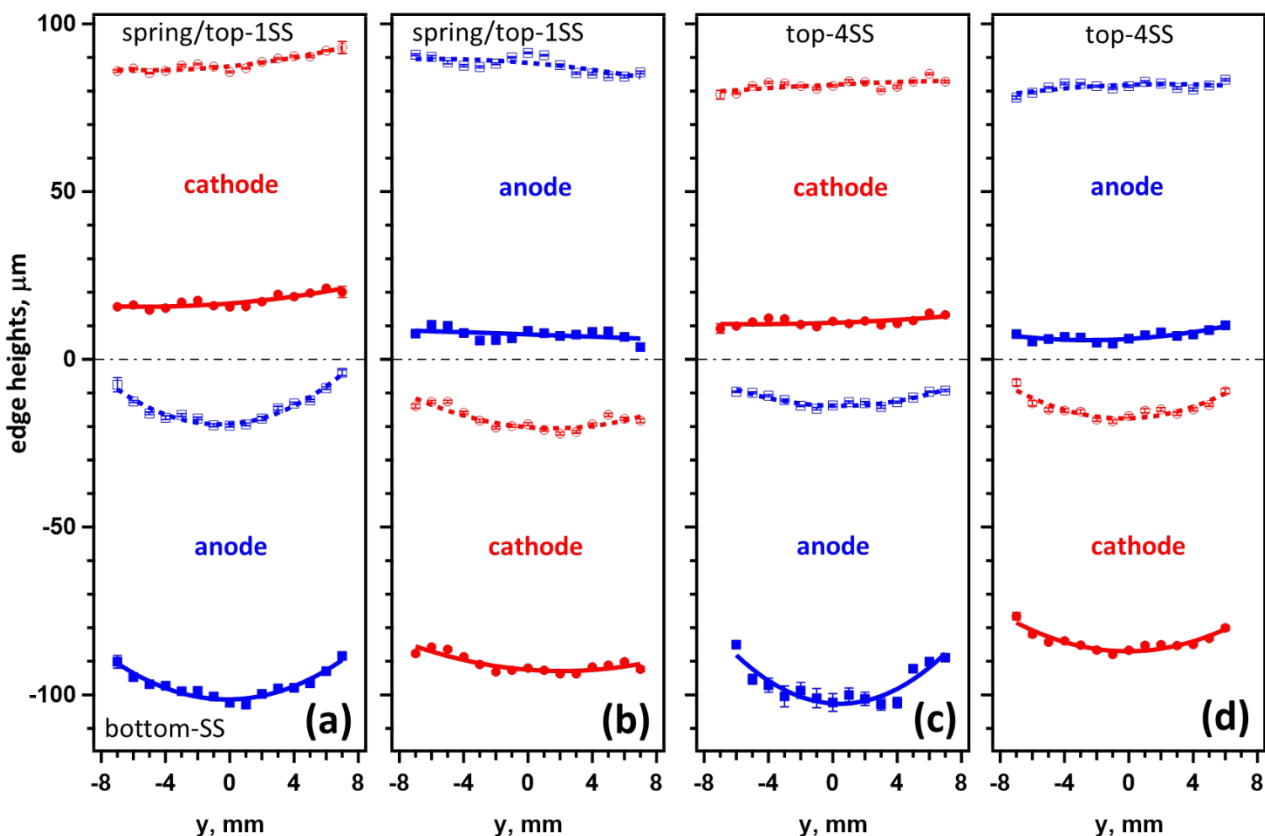 spring/top-1SS
spring/top-1SS
top-4SS
top-4SS
cathode
anode
cathode
anode
anode
cathode
anode
cathode
bottom-SS
(a)
(b)
(c)
(d)
edge heights, μm
100
50
0
-50
-100
-8 -4 0 4 8
-8 -4 0 4 8
-8 -4 0 4 8
-8 -4 0 4 8
y, mm
y, mm
y, mm
y, mm